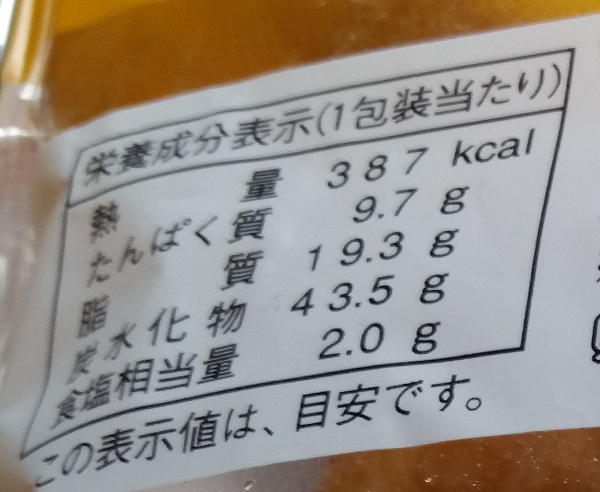 栄養成分表示(1包装当たり)
熱量 387 kcal
たんぱく質 9.7 g
脂質 19.3 g
炭水化物 43.5 g
食塩相当量 2.0 g
この表示値は、目安です。